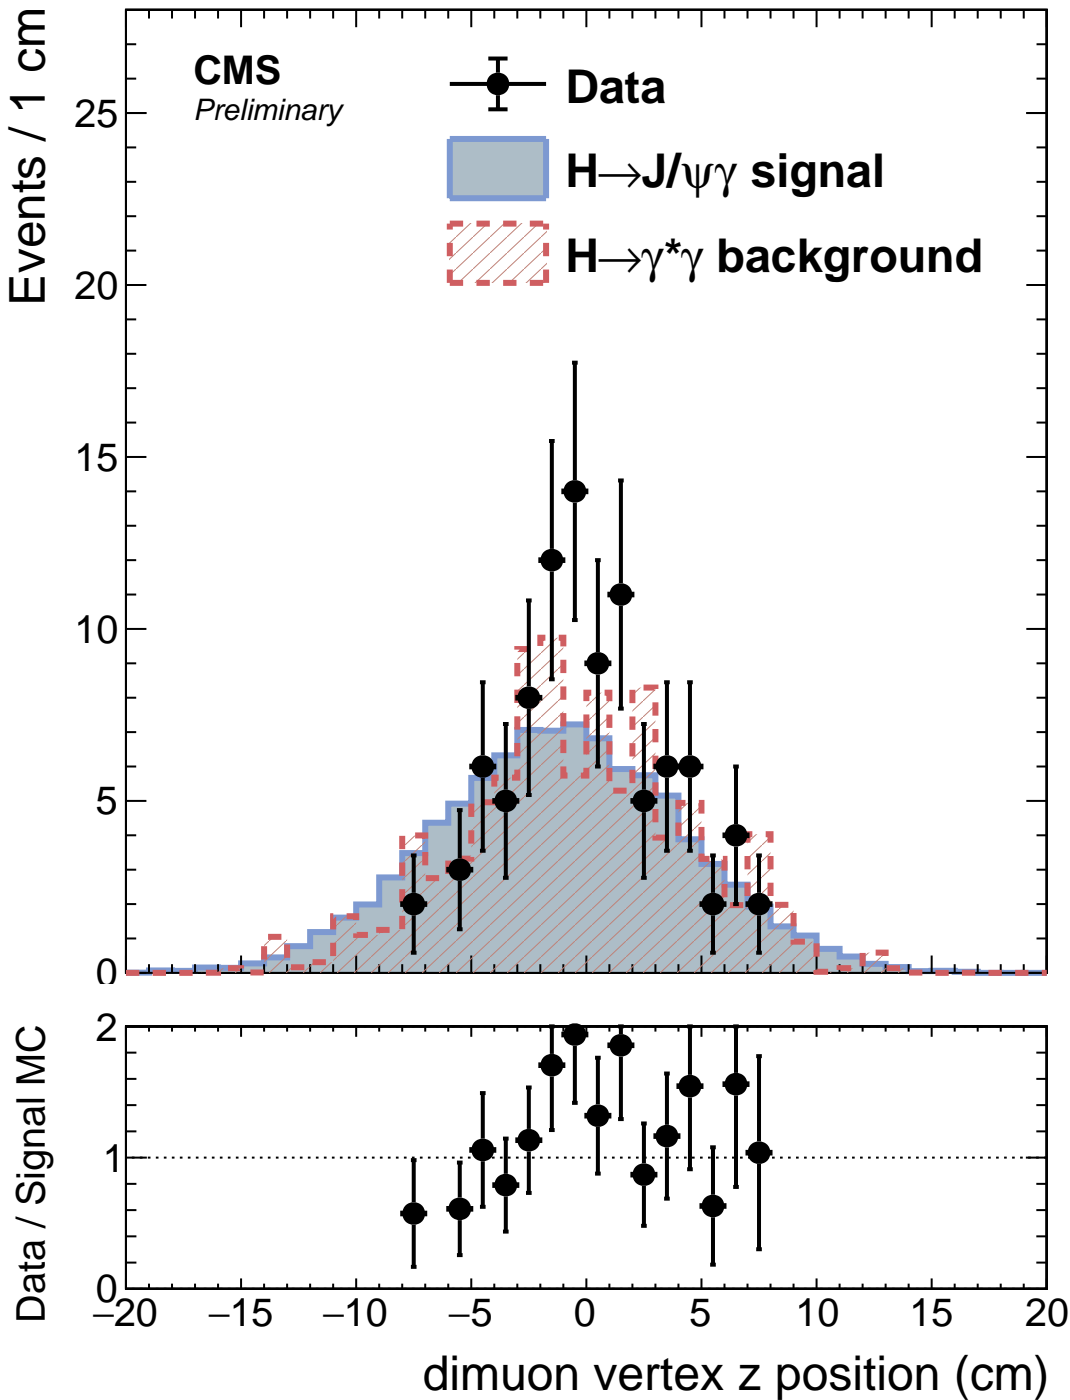 Events / 1 cm
CMS
Preliminary
Data
H→J/ψγ signal
H→γ*γ background
25
20
15
10
5
0
Data / Signal MC
2
1
0
−20 −15 −10 −5 0 5 10 15 20
dimuon vertex z position (cm)